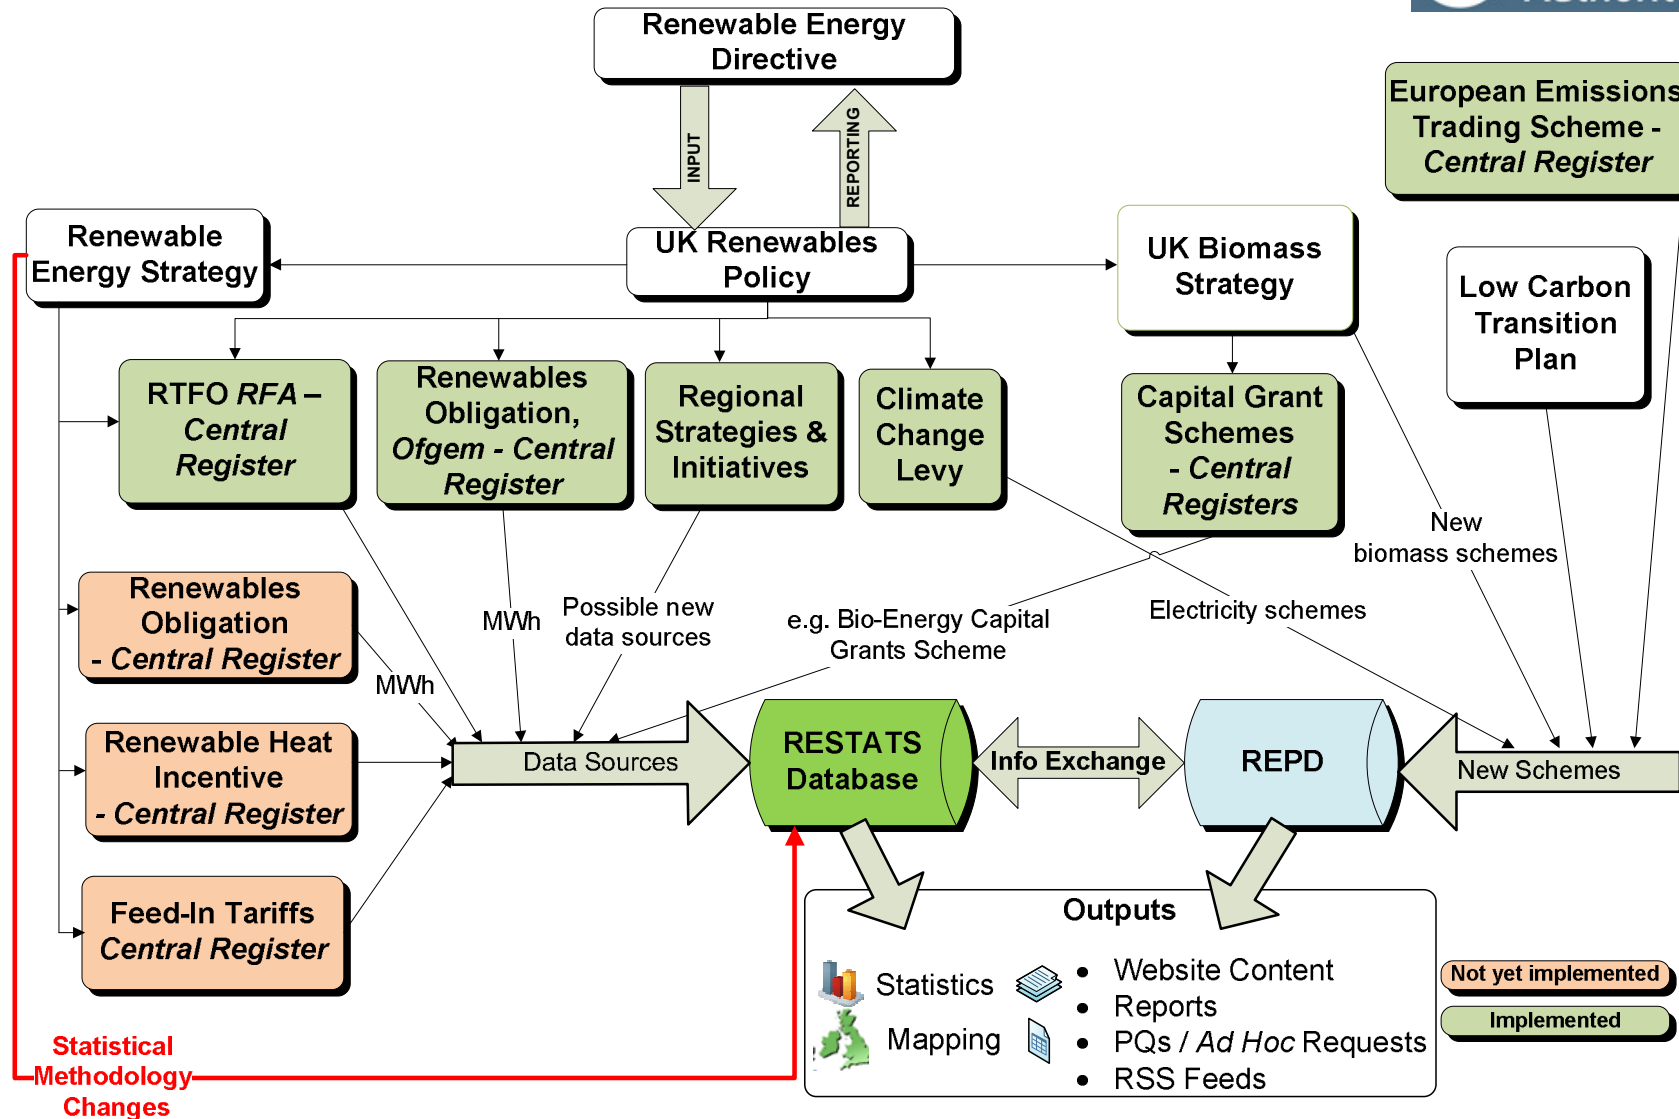 Renewable Energy
Directive
European Emissions
Trading Scheme -
Central Register
INPUT
REPORTING
Renewable
Energy Strategy
UK Renewables
Policy
UK Biomass
Strategy
Low Carbon
Transition
Plan
RTFO RFA –
Central
Register
Renewables
Obligation,
Ofgem - Central
Register
Regional
Strategies &
Initiatives
Climate
Change
Levy
Capital Grant
Schemes
- Central
Registers
New
biomass schemes
Renewables
Obligation
- Central Register
MWh
MWh
Possible new
data sources
e.g. Bio-Energy Capital
Grants Scheme
Electricity schemes
Renewable Heat
Incentive
- Central Register
Data Sources
RESTATS
Database
Info Exchange
REPD
New Schemes
Feed-In Tariffs
Central Register
Outputs
Statistics
Mapping
• Website Content
• Reports
• PQs / Ad Hoc Requests
• RSS Feeds
Not yet implemented
Implemented
Statistical
Methodology
Changes